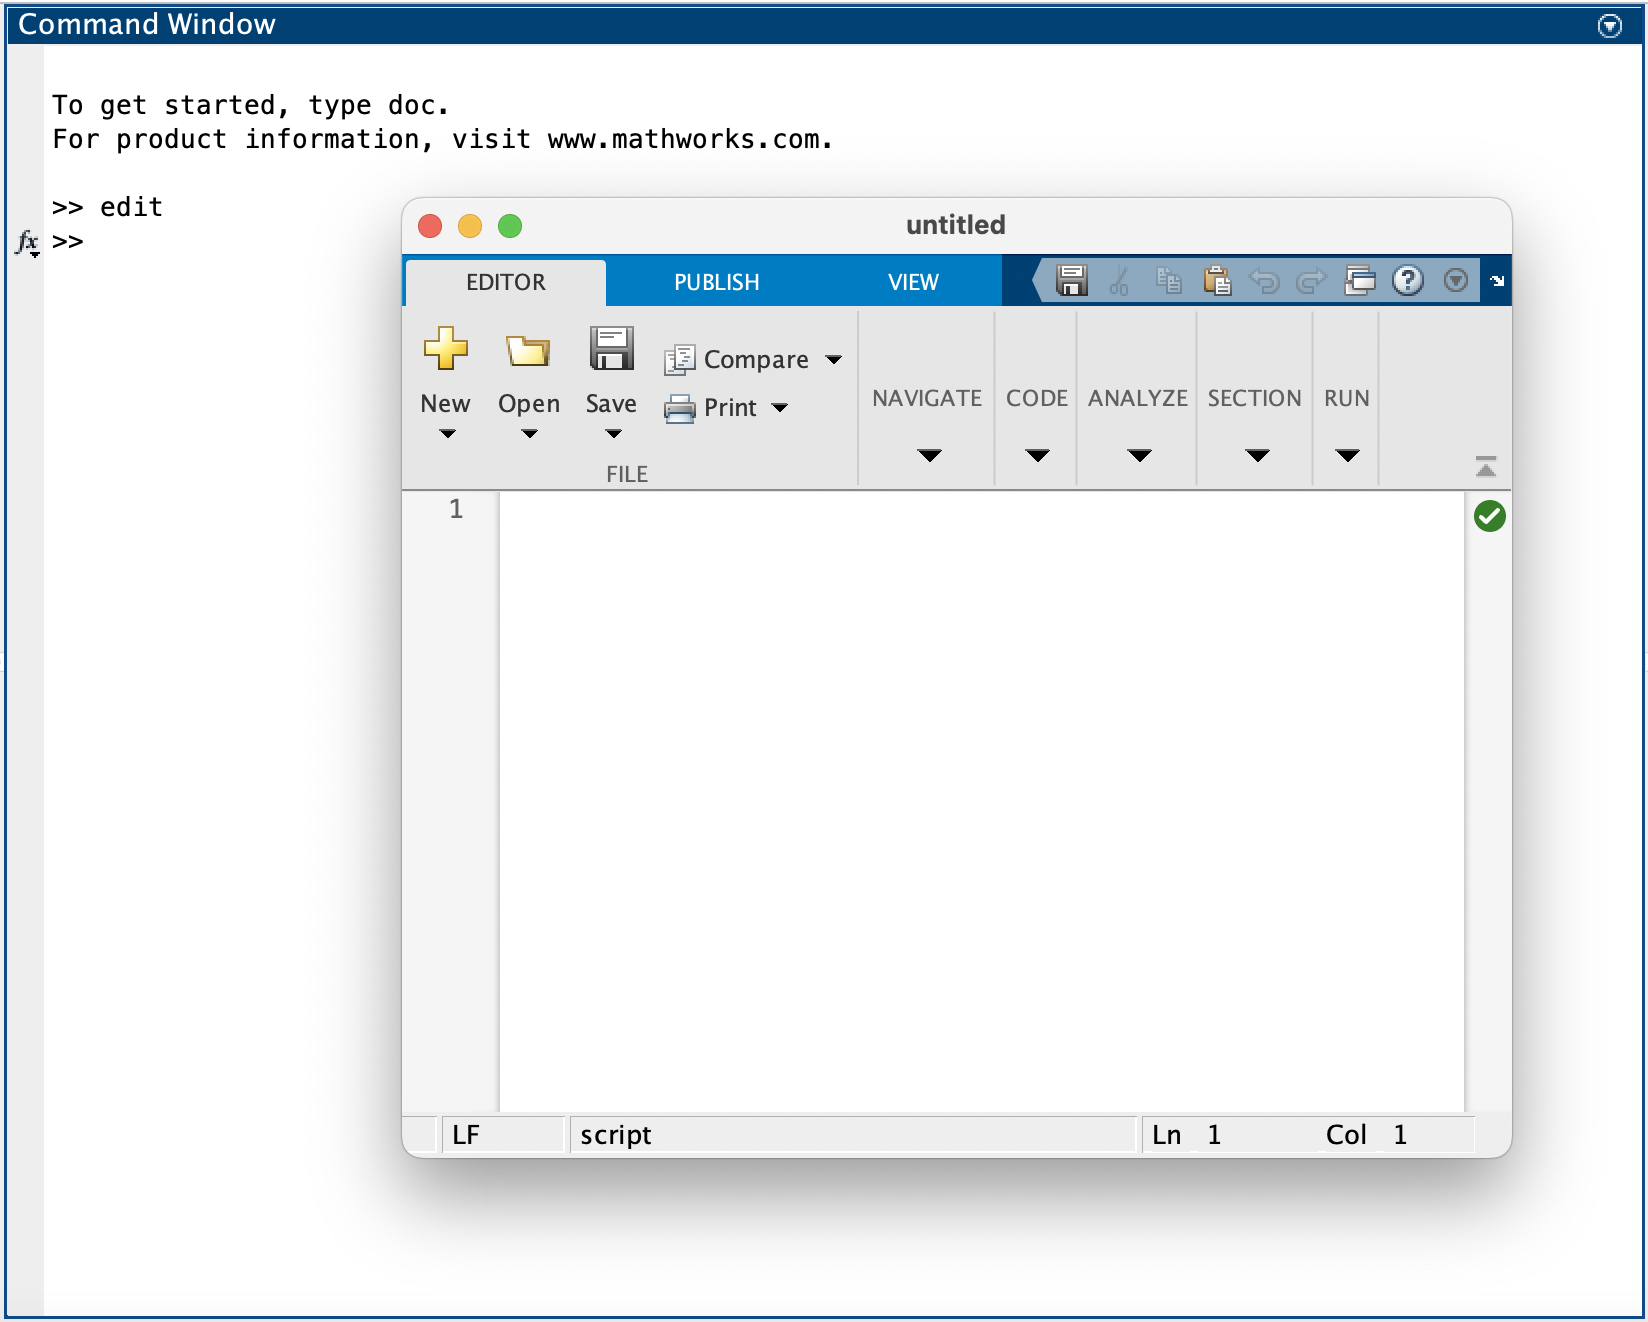 Command Window
To get started, type doc.
For product information, visit www.mathworks.com.
>> edit
fx >>
untitled
EDITOR PUBLISH VIEW
New Open Save Compare
Print
FILE
NAVIGATE CODE ANALYZE SECTION RUN
1
LF script Ln 1 Col 1